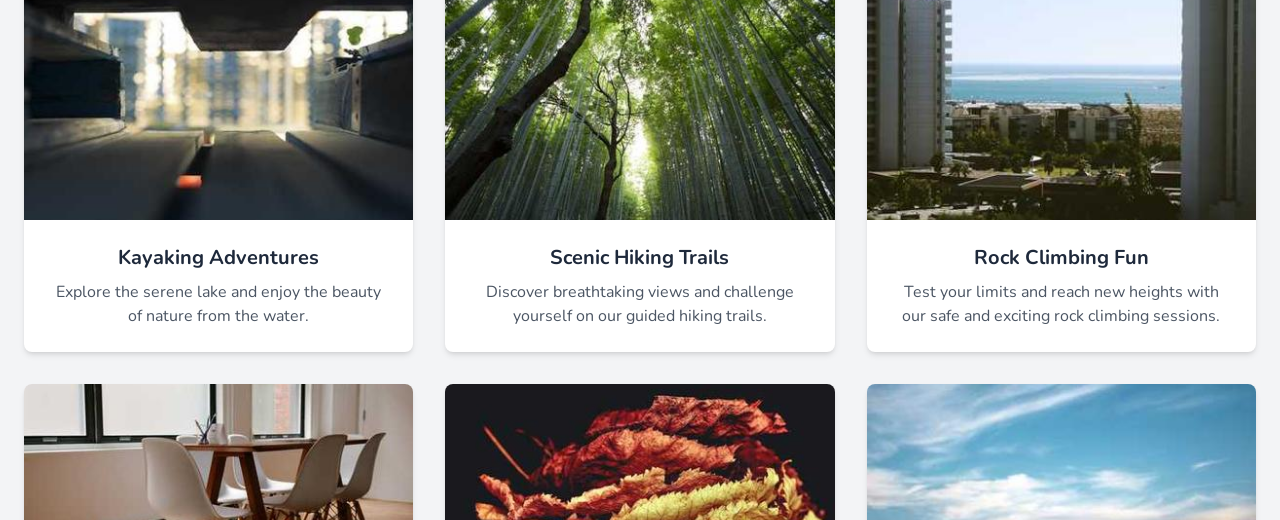 Kayaking Adventures
Explore the serene lake and enjoy the beauty
of nature from the water.
Scenic Hiking Trails
Discover breathtaking views and challenge
yourself on our guided hiking trails.
Rock Climbing Fun
Test your limits and reach new heights with
our safe and exciting rock climbing sessions.